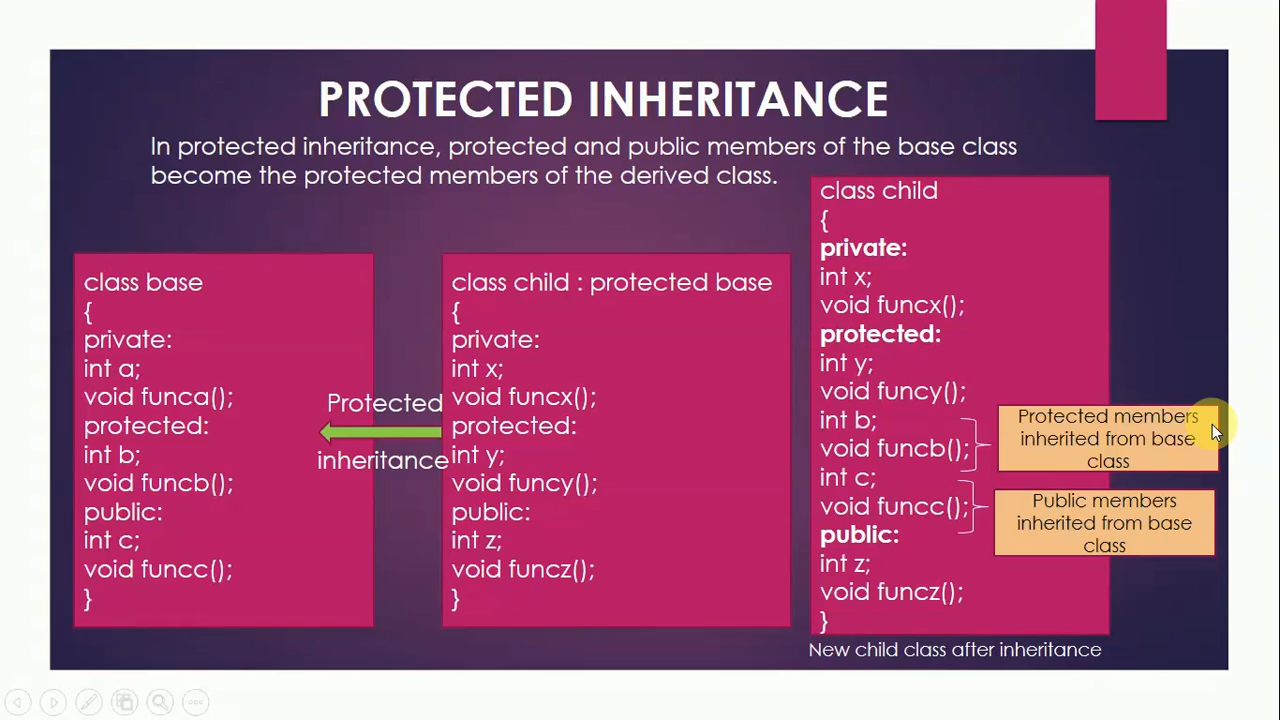 PROTECTED INHERITANCE
In protected inheritance, protected and public members of the base class
become the protected members of the derived class.
class base
{
private:
int a;
void funca();
protected:
int b;
void funcb();
public:
int c;
void funcc();
}
Protected
inheritance
class child : protected base
{
private:
int x;
void funcx();
protected:
int y;
void funcy();
public:
int z;
void funcz();
}
class child
{
private:
int x;
void funcx();
protected:
int y;
void funcy();
int b;
void funcb();
int c;
void funcc();
public:
int z;
void funcz();
}
Protected members
inherited from base
class
Public members
inherited from base
class
New child class after inheritance